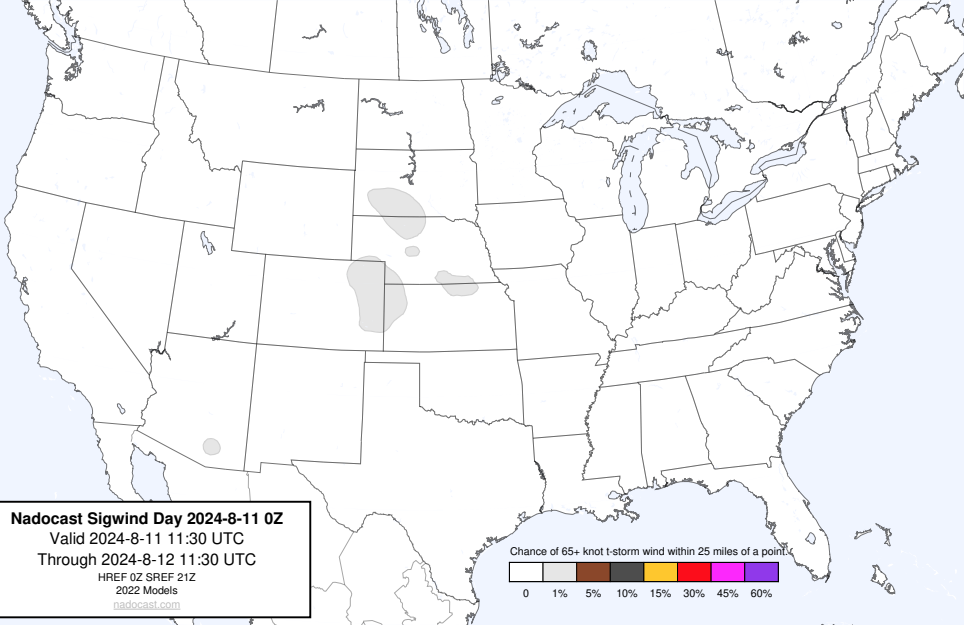 Nadocast Sigwind Day 2024-8-11 0Z
Valid 2024-8-11 11:30 UTC
Through 2024-8-12 11:30 UTC
HREF 0Z SREF 21Z
2022 Models
nadocast.com
Chance of 65+ knot t-storm wind within 25 miles of a point.
0 1% 5% 10% 15% 30% 45% 60%